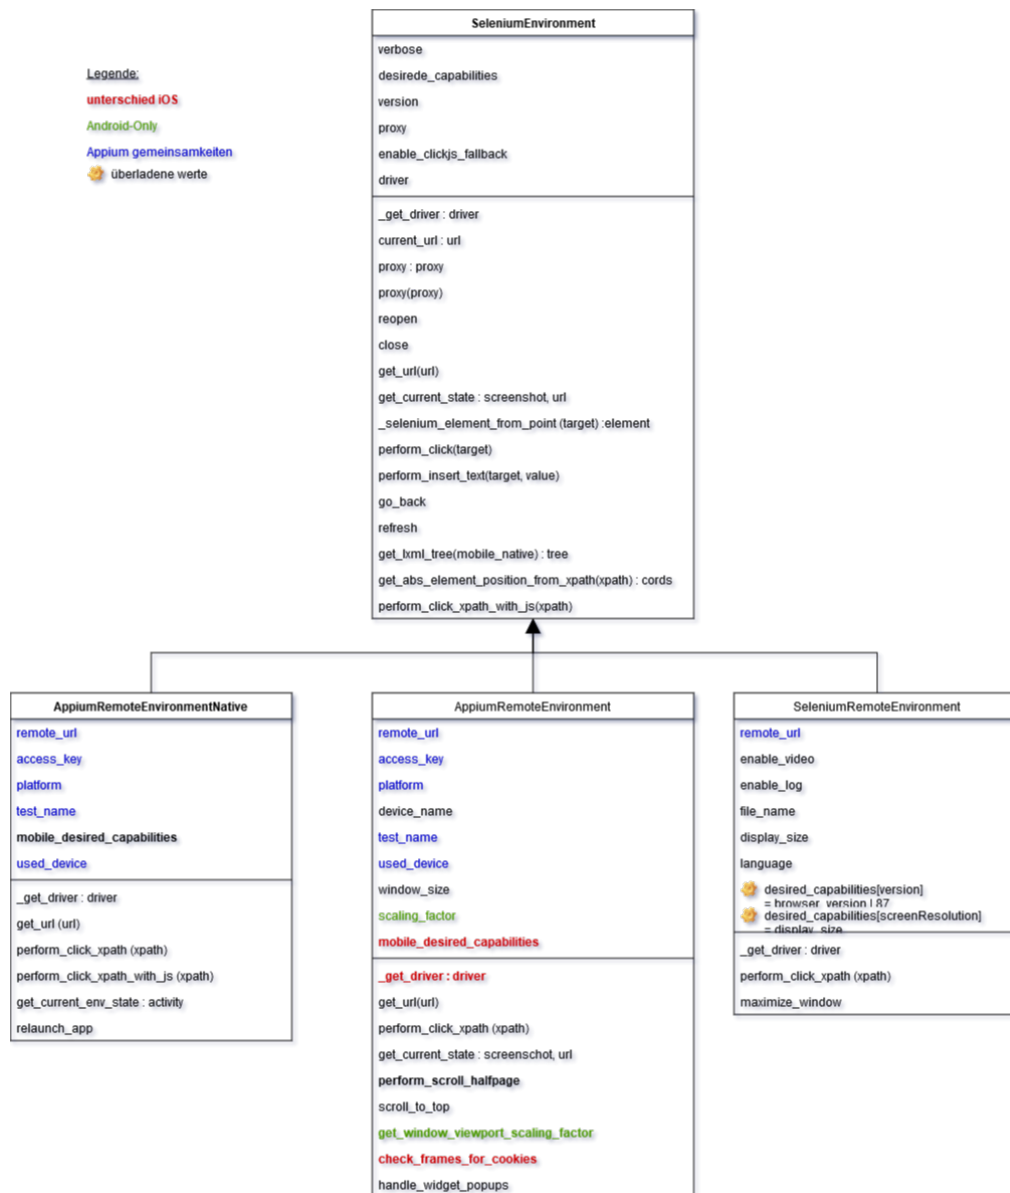 SeleniumEnvironment
verbose
desirede_capabilities
version
proxy
enable_clickjs_fallback
driver
_get_driver : driver
current_url : url
proxy : proxy
proxy(proxy)
reopen
close
get_url(url)
get_current_state : screenshot, url
_selenium_element_from_point (target) :element
perform_click(target)
perform_insert_text(target, value)
go_back
refresh
get_lxml_tree(mobile_native) : tree
get_abs_element_position_from_xpath(xpath) : cords
perform_click_xpath_with_js(xpath)
Legende:
unterschied iOS
Android-Only
Appium gemeinsamkeiten
überladene werte
AppiumRemoteEnvironmentNative
remote_url
access_key
platform
test_name
mobile_desired_capabilities
used_device
_get_driver : driver
get_url (url)
perform_click_xpath (xpath)
perform_click_xpath_with_js (xpath)
get_current_env_state : activity
relaunch_app
AppiumRemoteEnvironment
remote_url
access_key
platform
device_name
test_name
used_device
window_size
scaling_factor
mobile_desired_capabilities
_get_driver : driver
get_url(url)
perform_click_xpath (xpath)
get_current_state : screenschot, url
perform_scroll_halfpage
scroll_to_top
get_window_viewport_scaling_factor
check_frames_for_cookies
handle_widget_popups
SeleniumRemoteEnvironment
remote_url
enable_video
enable_log
file_name
display_size
language
desired_capabilities[version]
= browser_version | 87
desired_capabilities[screenResolution]
= display_size
_get_driver : driver
perform_click_xpath (xpath)
maximize_window